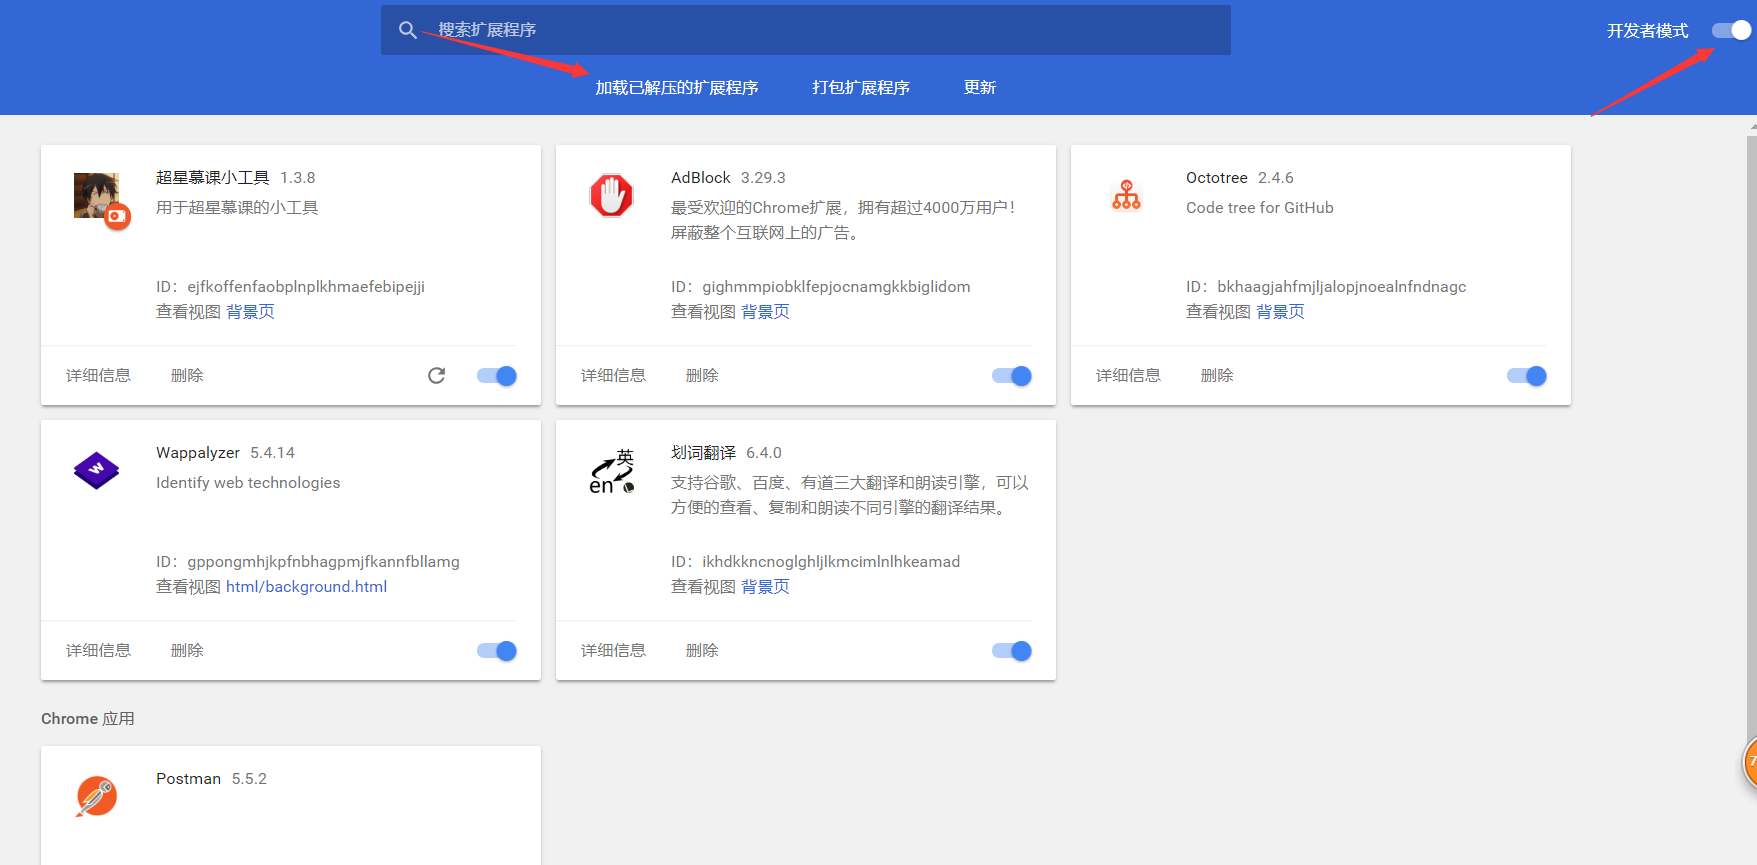 搜索扩展程序
开发者模式
加载已解压的扩展程序 打包扩展程序 更新
超星慕课小工具 1.3.8
用于超星慕课的小工具
ID：ejfkoffenfaobplnplkhmaefebipejji
查看视图 背景页
详细信息 删除
AdBlock 3.29.3
最受欢迎的Chrome扩展，拥有超过4000万用户！
屏蔽整个互联网上的广告。
ID：gighmmpiobklfepjocnamgkkbiglidom
查看视图 背景页
详细信息 删除
Octotree 2.4.6
Code tree for GitHub
ID：bkhaagjahfmjljalopjnoealnfndnagc
查看视图 背景页
详细信息 删除
W
Wappalyzer 5.4.14
Identify web technologies
ID：gppongmhjkpfnbhagpmjfkannfbllamg
查看视图 html/background.html
详细信息 删除
英
en
划词翻译 6.4.0
支持谷歌、百度、有道三大翻译和朗读引擎，可以
方便的查看、复制和朗读不同引擎的翻译结果。
ID：ikhdkkncnoglghljlkmcimlnlhkeamad
查看视图 背景页
详细信息 删除
Chrome 应用
Postman 5.5.2